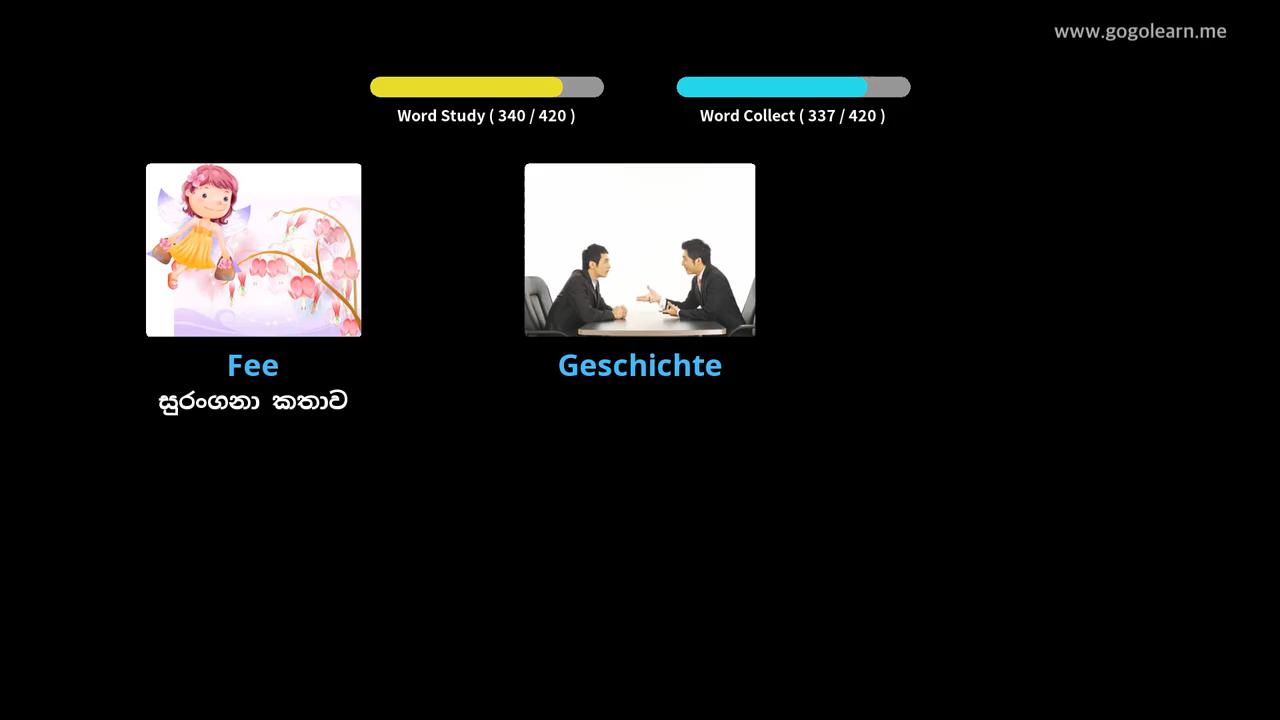 www.gogolearn.me
Word Study ( 340 / 420 )
Word Collect ( 337 / 420 )
Fee
Geschichte
සුරංගනා කතාව